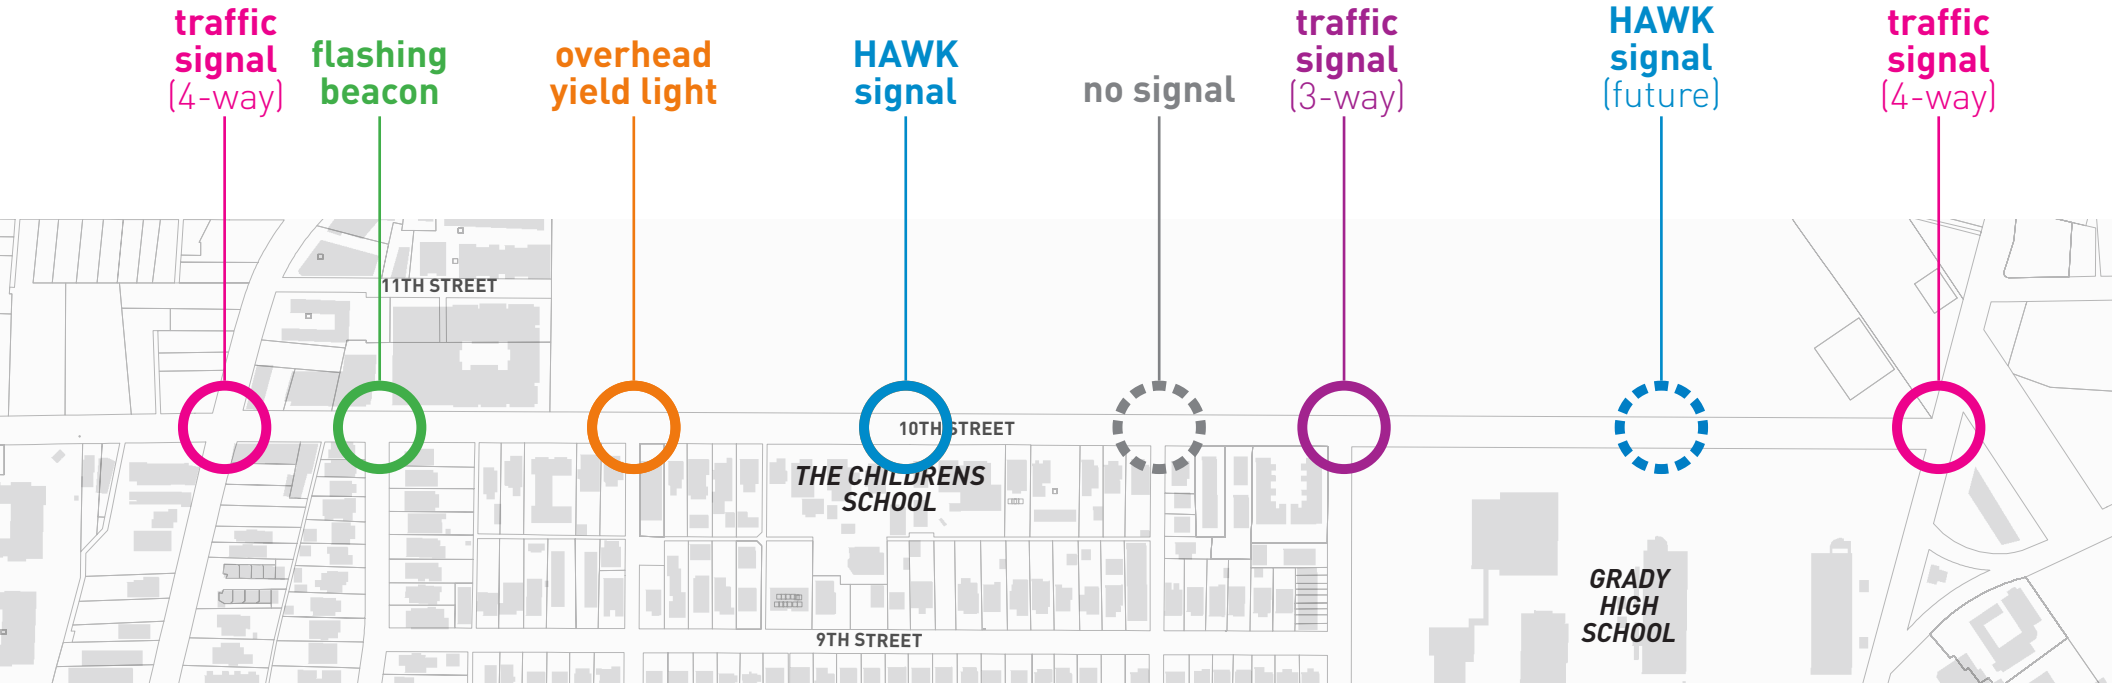 traffic
signal
(4-way)
flashing
beacon
overhead
yield light
HAWK
signal
no signal
traffic
signal
(3-way)
HAWK
signal
(future)
traffic
signal
(4-way)
11TH STREET
10TH STREET
THE CHILDRENS
SCHOOL
GRADY
HIGH
SCHOOL
9TH STREET